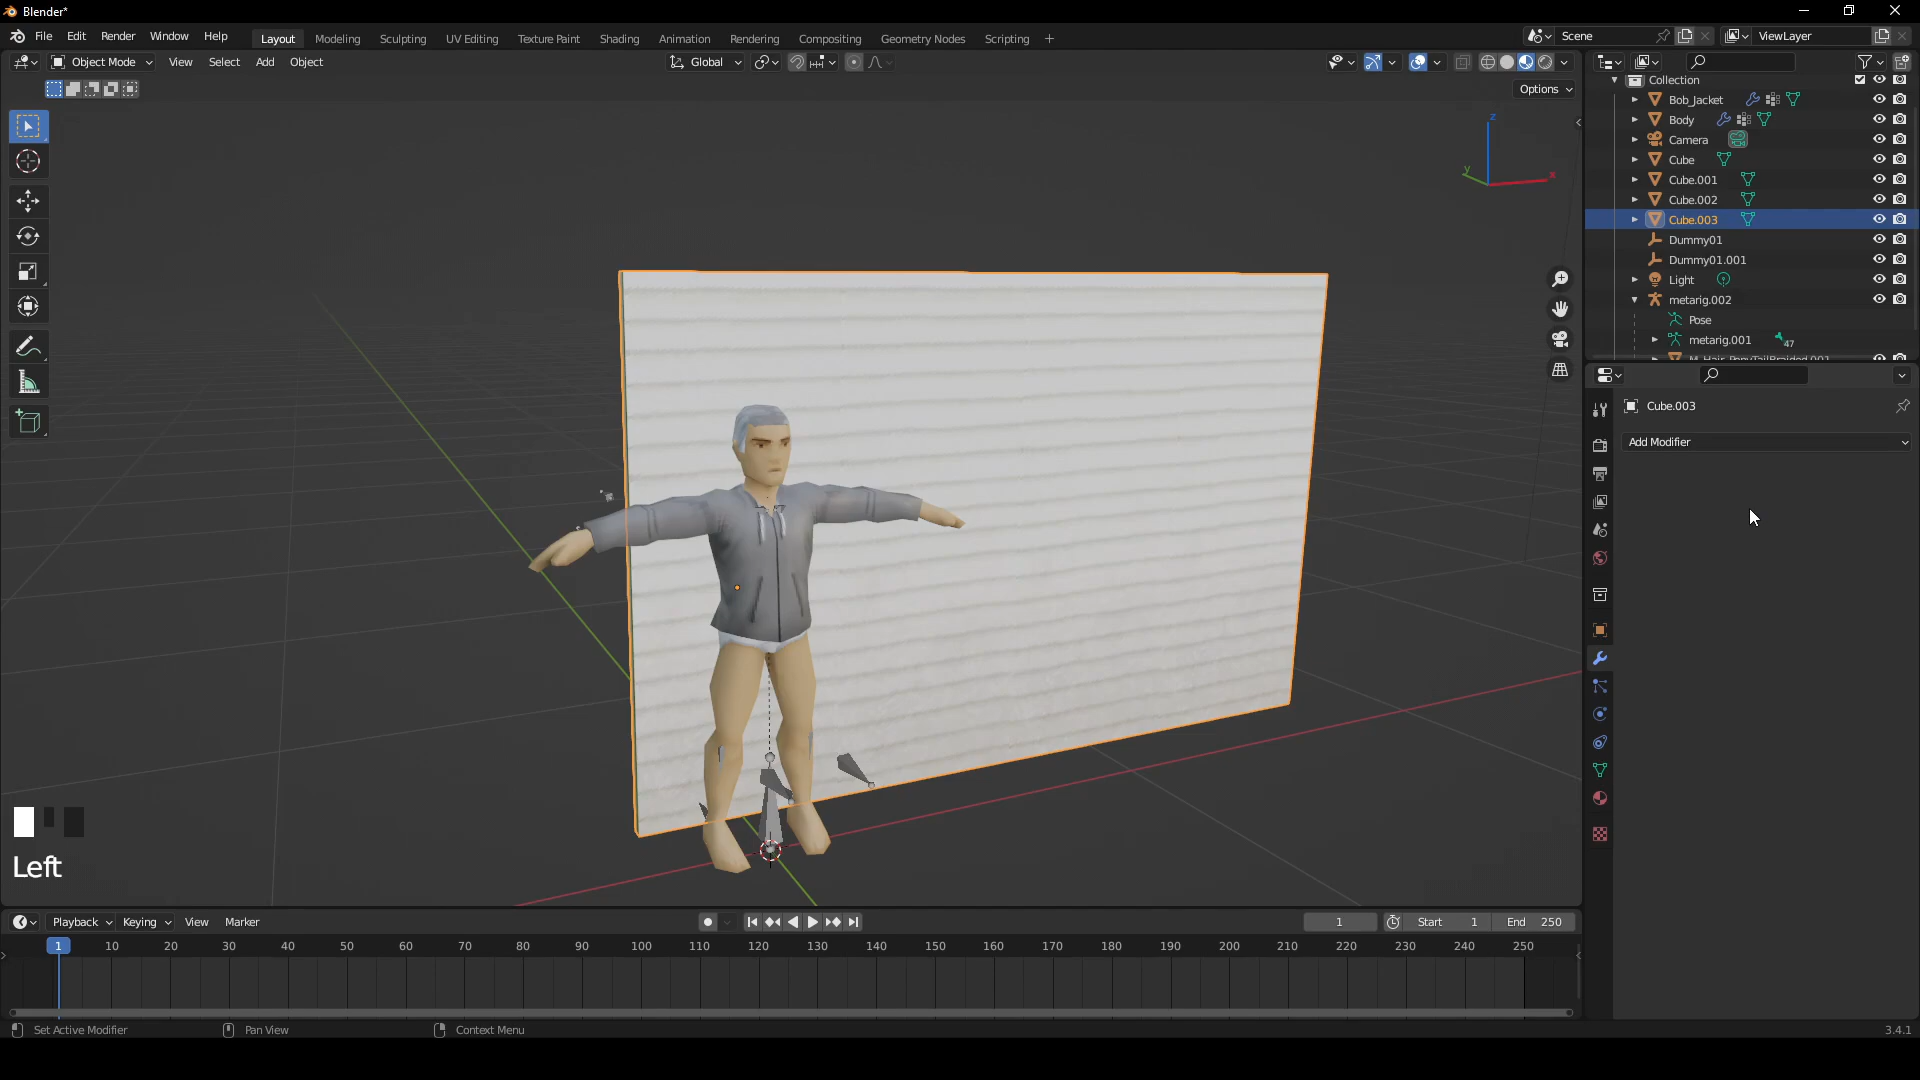 Blender*
File Edit Render Window Help Layout Modeling Sculpting UV Editing Texture Paint Shading Animation Rendering Compositing Geometry Nodes Scripting + Scene ViewLayer
Object Mode View Select Add Object Global
Options
Collection
Bob_Jacket
Body
Camera
Cube
Cube.001
Cube.002
Cube.003
Dummy01
Dummy01.001
Light
metarig.002
Pose
metarig.001 47
M_Hair_PonyTailBraided.001
Z
Y X
Cube.003
Add Modifier
Left
Playback Keying View Marker 1 Start 1 End 250
1 10 20 30 40 50 60 70 80 90 100 110 120 130 140 150 160 170 180 190 200 210 220 230 240 250
Set Active Modifier Pan View Context Menu 3.4.1